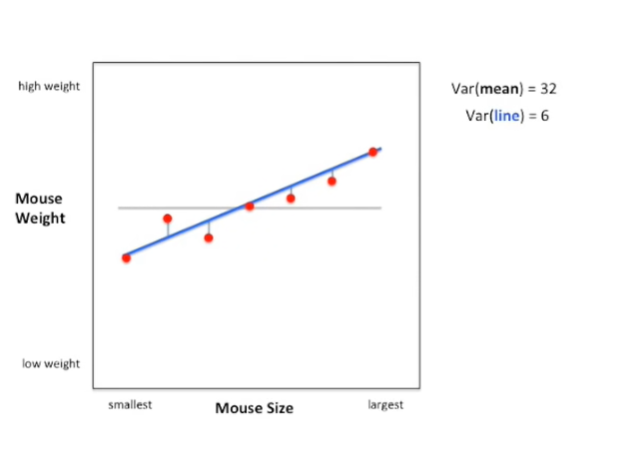 high weight
Var(mean) = 32
Var(line) = 6
Mouse
Weight
low weight
smallest
Mouse Size
largest